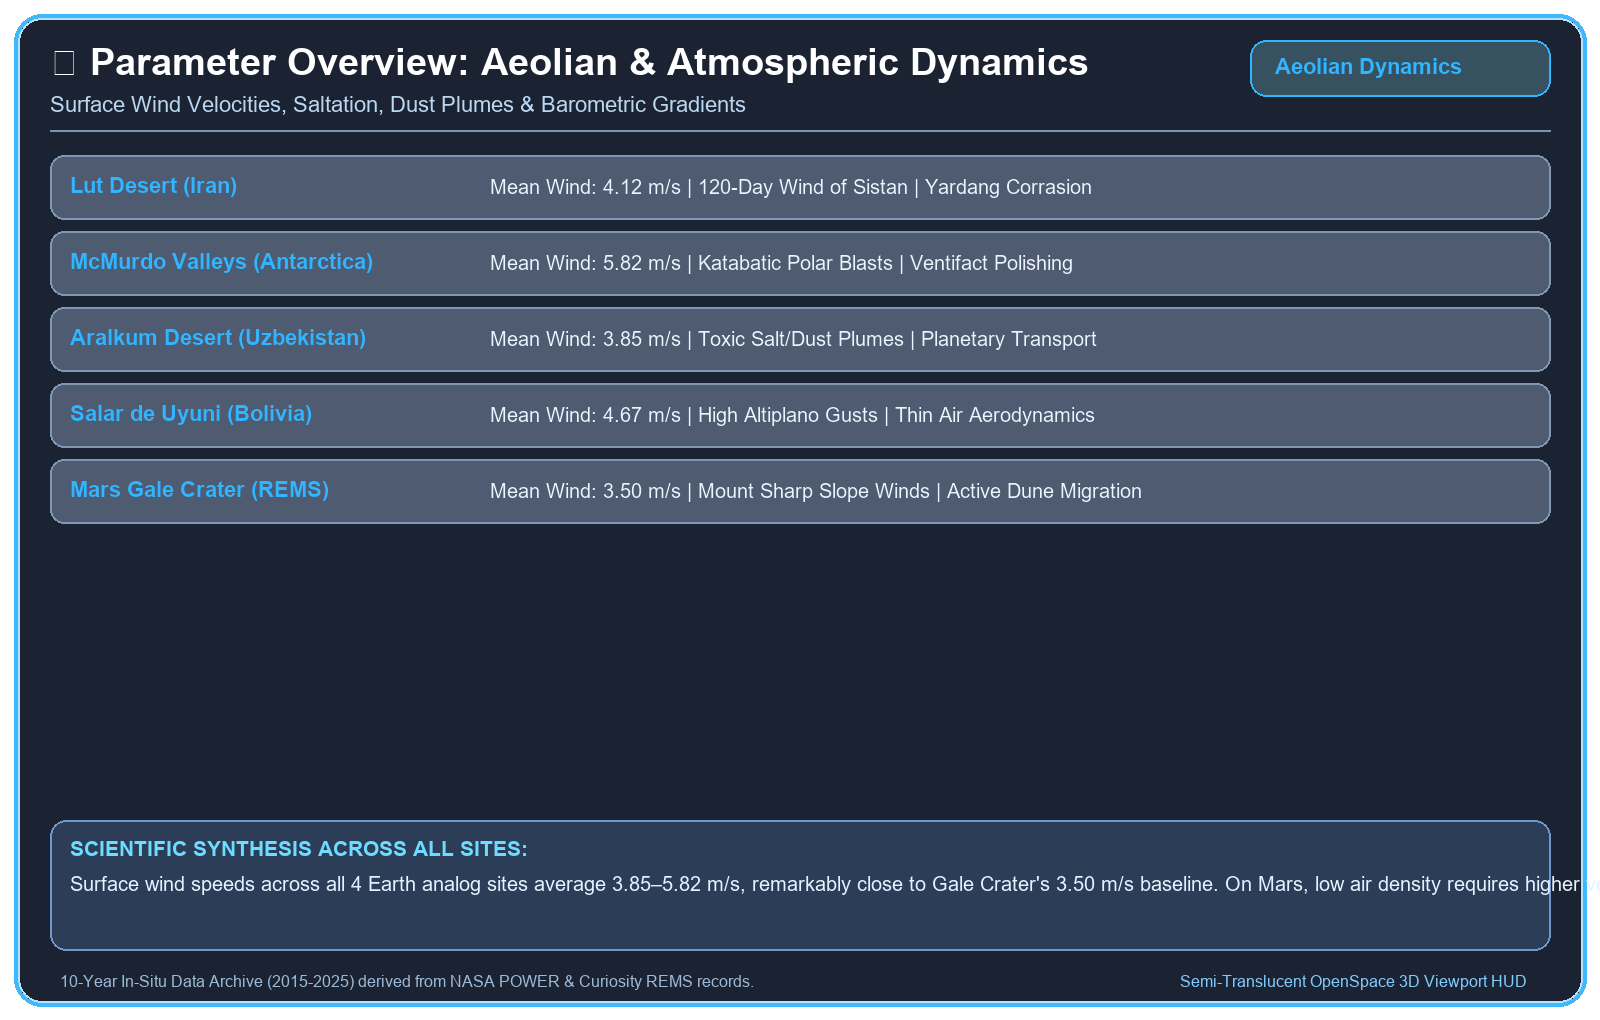 Parameter Overview: Aeolian & Atmospheric Dynamics
Aeolian Dynamics
Surface Wind Velocities, Saltation, Dust Plumes & Barometric Gradients
Lut Desert (Iran)
Mean Wind: 4.12 m/s | 120-Day Wind of Sistan | Yardang Corrasion
McMurdo Valleys (Antarctica)
Mean Wind: 5.82 m/s | Katabatic Polar Blasts | Ventifact Polishing
Aralkum Desert (Uzbekistan)
Mean Wind: 3.85 m/s | Toxic Salt/Dust Plumes | Planetary Transport
Salar de Uyuni (Bolivia)
Mean Wind: 4.67 m/s | High Altiplano Gusts | Thin Air Aerodynamics
Mars Gale Crater (REMS)
Mean Wind: 3.50 m/s | Mount Sharp Slope Winds | Active Dune Migration
SCIENTIFIC SYNTHESIS ACROSS ALL SITES:
Surface wind speeds across all 4 Earth analog sites average 3.85–5.82 m/s, remarkably close to Gale Crater's 3.50 m/s baseline. On Mars, low air density requires higher
10-Year In-Situ Data Archive (2015-2025) derived from NASA POWER & Curiosity REMS records.
Semi-Translucent OpenSpace 3D Viewport HUD